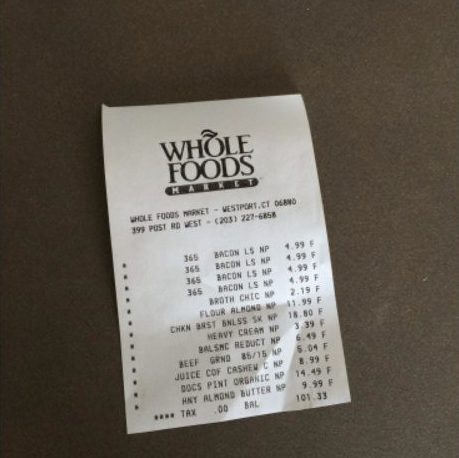 WHOLE
FOODS
MARKET
WHOLE FOODS MARKET - WESTPORT,CT 06880
399 POST RD WEST - (203) 227-6858
365 BACON LS NP 4.99 F
365 BACON LS NP 4.99 F
365 BACON LS NP 4.99 F
365 BACON LS NP 4.99 F
BROTH CHIC NP 2.19 F
FLOUR ALMOND NP 11.99 F
CHKN BRST BNLSS SK NP 18.80 F
HEAVY CREAM NP 3.39 F
BALSMC REDUCT NP 6.49 F
BEEF GRND 85/15 NP 5.04 F
JUICE COF CASHEW C NP 8.99 F
DOCS PINT ORGANIC NP 14.49 F
HNY ALMOND BUTTER NP 9.99 F
**** TAX .00 BAL 101.33